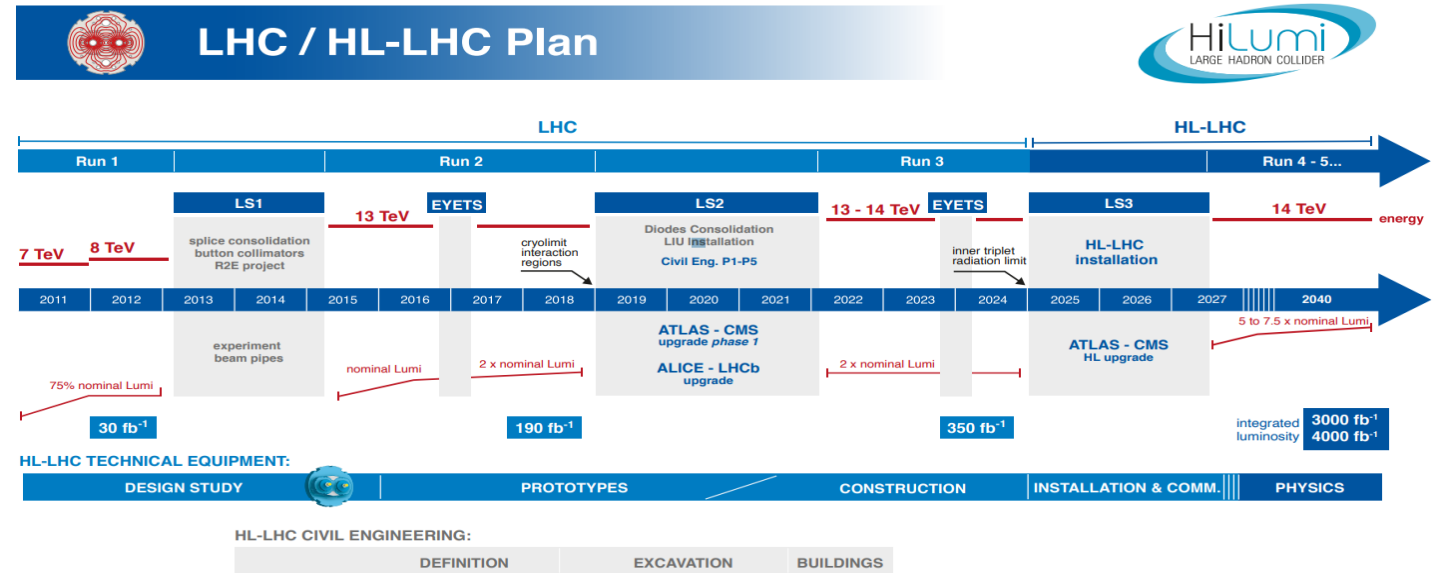 LHC / HL-LHC Plan
HiLumi
LARGE HADRON COLLIDER
LHC
HL-LHC
Run 1
Run 2
Run 3
Run 4 - 5...
LS1
EYETS
LS2
EYETS
LS3
13 TeV
13 - 14 TeV
14 TeV
energy
7 TeV
8 TeV
splice consolidation
button collimators
R2E project
cryolimit
interaction
regions
Diodes Consolidation
LIU Installation
Civil Eng. P1-P5
inner triplet
radiation limit
HL-LHC
installation
2011 2012 2013 2014 2015 2016 2017 2018 2019 2020 2021 2022 2023 2024 2025 2026 2027 2040
5 to 7.5 x nominal Lumi
experiment
beam pipes
ATLAS - CMS
upgrade phase 1
ALICE - LHCb
upgrade
ATLAS - CMS
HL upgrade
75% nominal Lumi
nominal Lumi
2 x nominal Lumi
2 x nominal Lumi
30 fb⁻¹
190 fb⁻¹
350 fb⁻¹
integrated
luminosity
3000 fb⁻¹
4000 fb⁻¹
HL-LHC TECHNICAL EQUIPMENT:
DESIGN STUDY
PROTOTYPES
CONSTRUCTION
INSTALLATION & COMM.
PHYSICS
HL-LHC CIVIL ENGINEERING:
DEFINITION
EXCAVATION
BUILDINGS